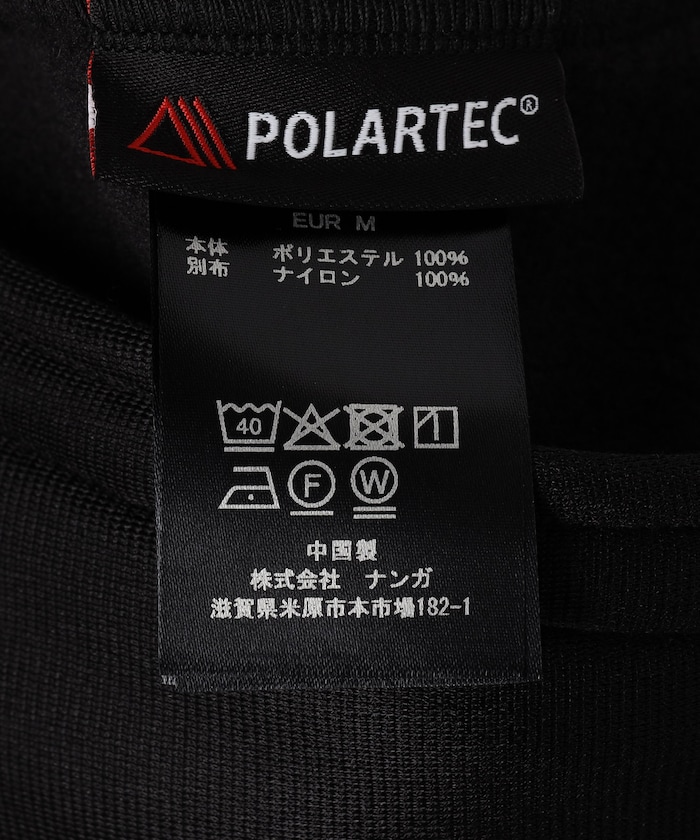 POLARTEC®
EUR M
本体 ポリエステル 100%
別布 ナイロン 100%
40
F W
中国製
株式会社 ナンガ
滋賀県米原市本市場182-1